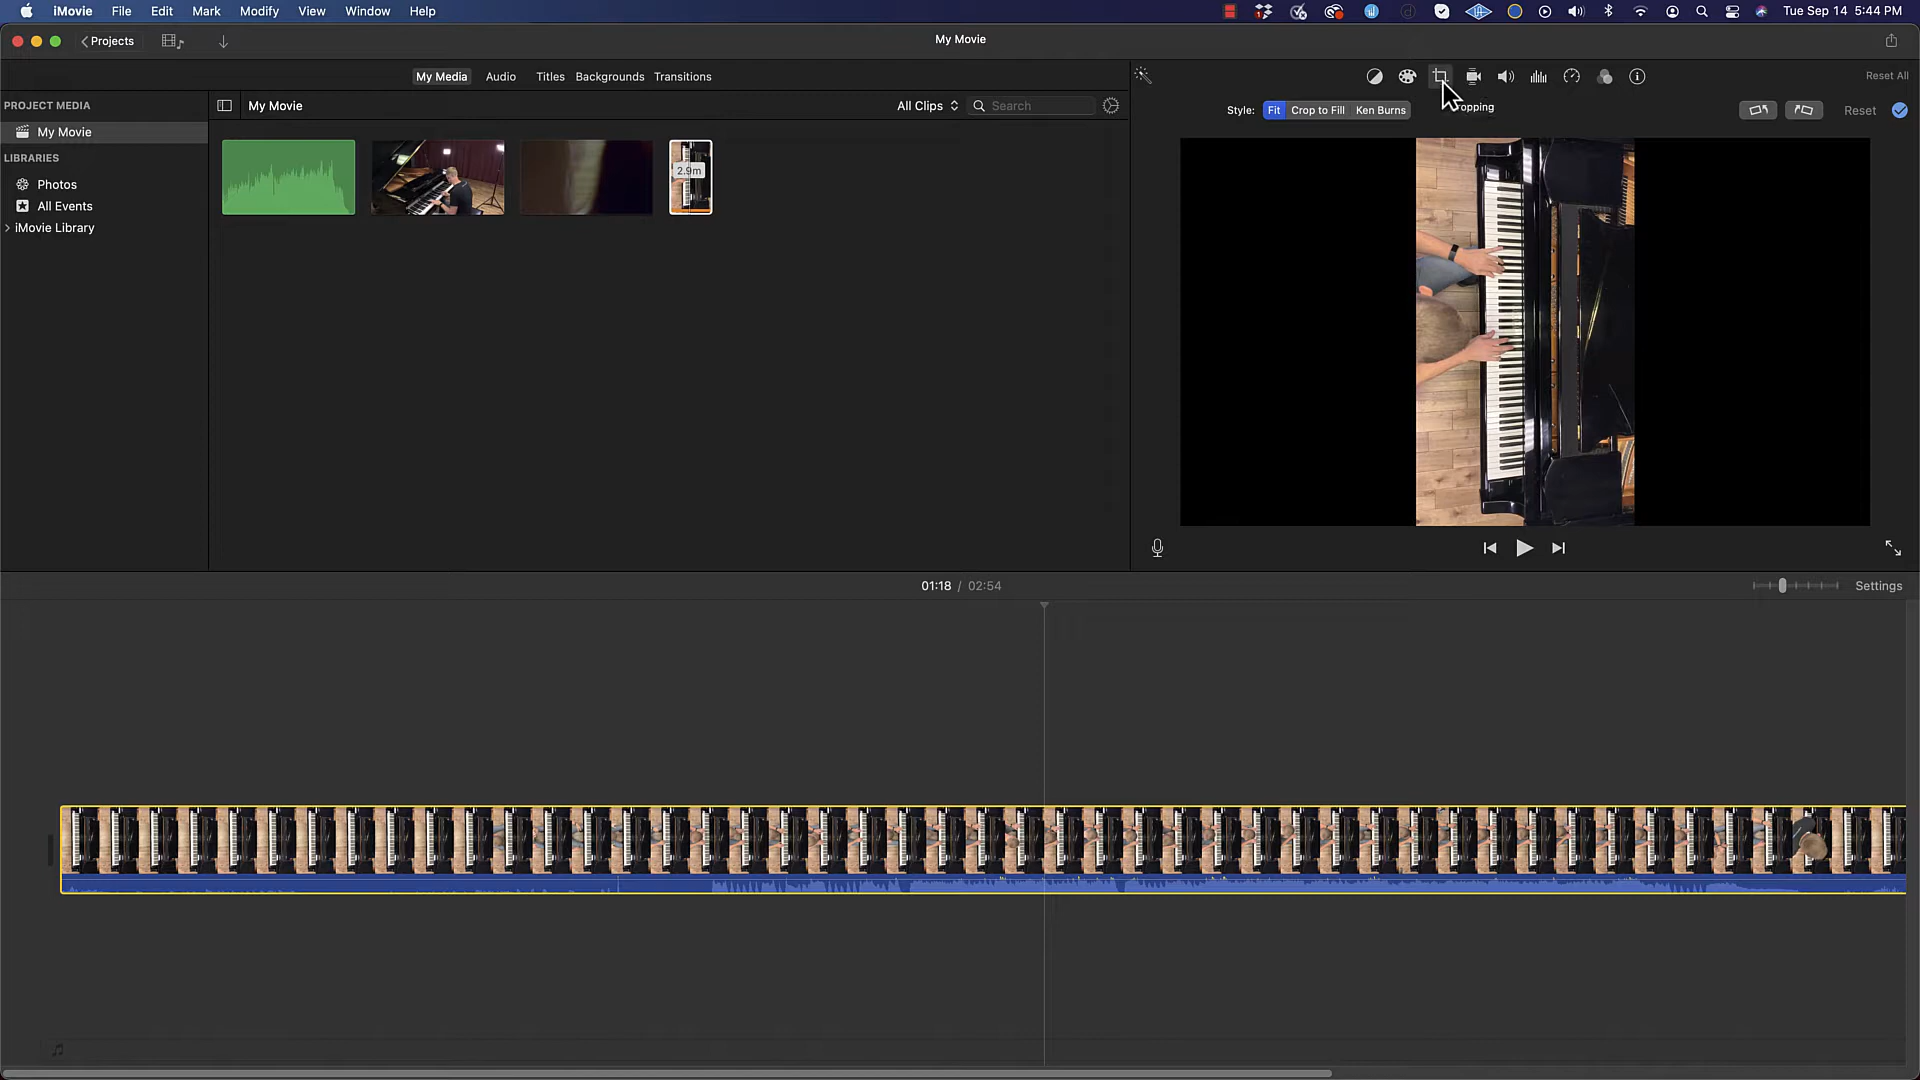 iMovie File Edit Mark Modify View Window Help Tue Sep 14 5:44 PM
Projects My Movie
My Media Audio Titles Backgrounds Transitions Reset All
PROJECT MEDIA My Movie All Clips Search
Style: Fit Crop to Fill Ken Burns Reset
My Movie
LIBRARIES
Photos
All Events
iMovie Library
2.9m
01:18 / 02:54 Settings